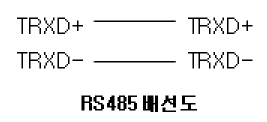 TRXD+ TRXD+
TRXD- TRXD-
RS485 배선도